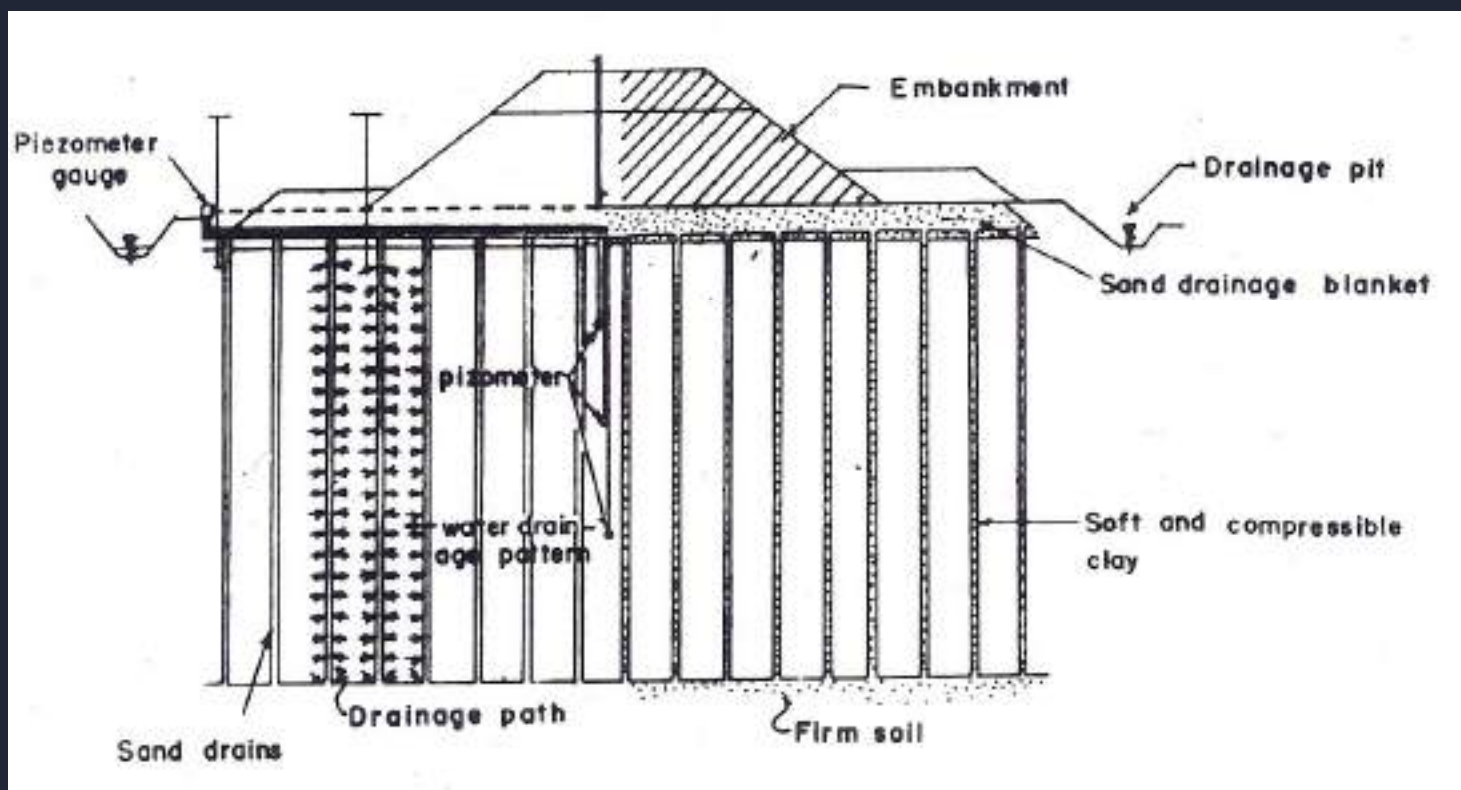 Embankment
Piezometer
gauge
Drainage pit
Sand drainage blanket
pizometer
water drain-
age pattern
Soft and compressible
clay
Drainage path
Firm soil
Sand drains